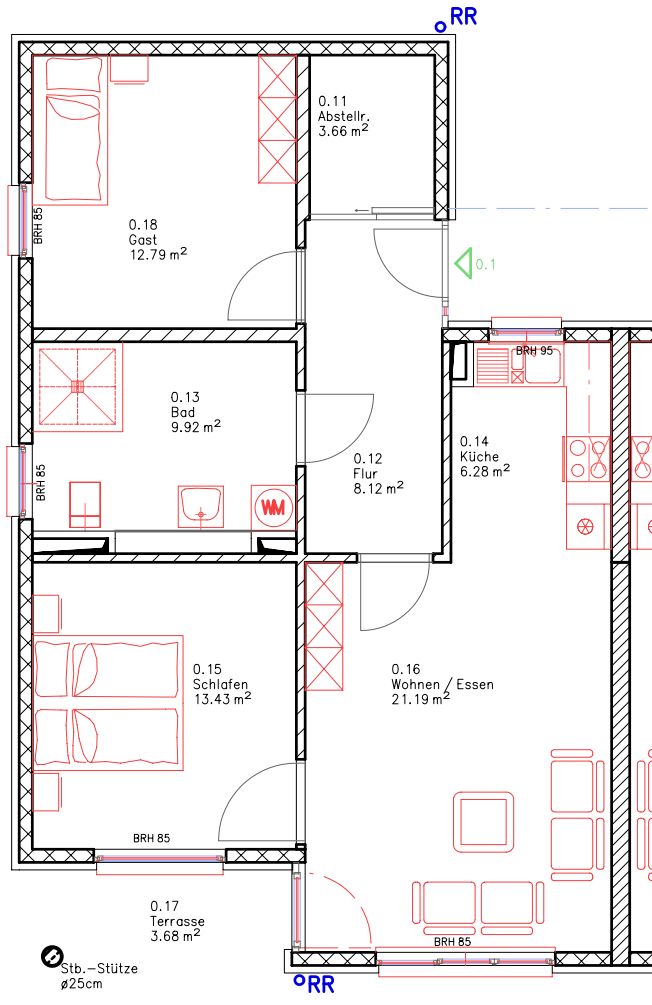 RR
0.11
Abstellr.
3.66 m²
BRH 85
0.18
Gast
12.79 m²
0.1
BRH 95
0.13
Bad
9.92 m²
0.14
Küche
6.28 m²
0.12
Flur
8.12 m²
BRH 85
WM
0.15
Schlafen
13.43 m²
0.16
Wohnen / Essen
21.19 m²
BRH 85
0.17
Terrasse
3.68 m²
BRH 85
Stb.-Stütze
ø25cm
RR